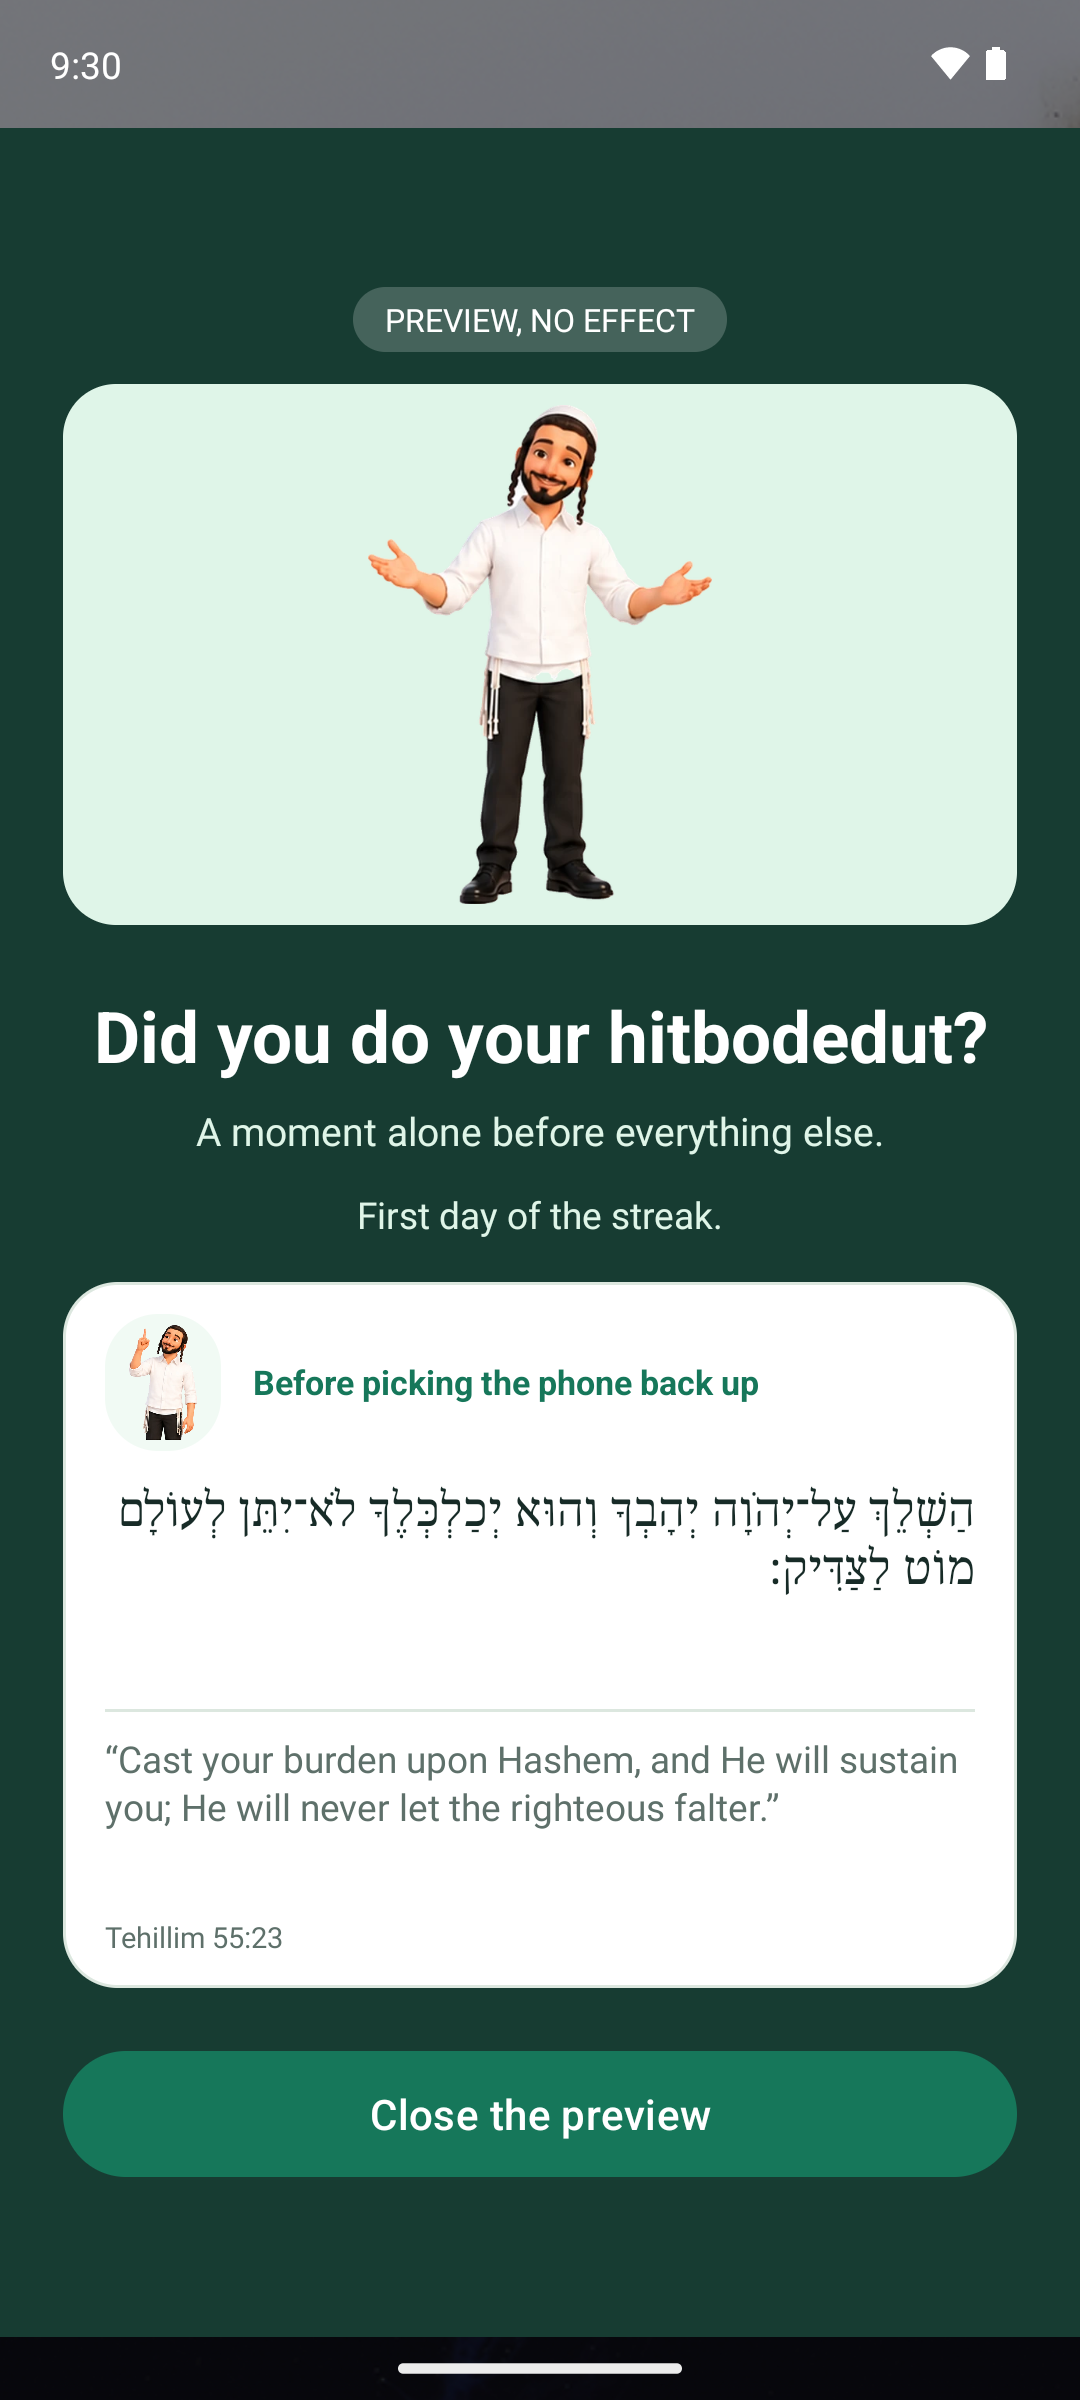 9:30
PREVIEW, NO EFFECT
Did you do your hitbodedut?
A moment alone before everything else.
First day of the streak.
Before picking the phone back up
הַשְׁלֵךְ עַל־יְהֹוָה יְהָבְךָ וְהוּא יְכַלְכְּלֶךָ לֹא־יִתֵּן לְעוֹלָם
מוֹט לַצַּדִּיק׃
“Cast your burden upon Hashem, and He will sustain
you; He will never let the righteous falter.”
Tehillim 55:23
Close the preview